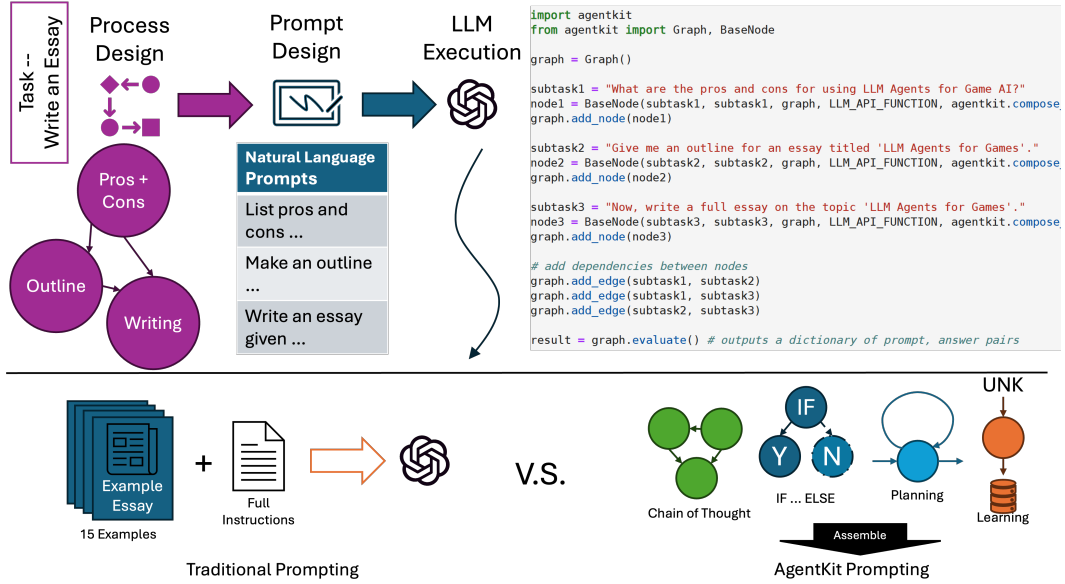 Task --
Write an Essay
Process
Design
Prompt
Design
LLM
Execution
Pros +
Cons
Outline
Writing
Natural Language
Prompts
List pros and
cons ...
Make an outline
...
Write an essay
given ...
import agentkit
from agentkit import Graph, BaseNode
graph = Graph()
subtask1 = "What are the pros and cons for using LLM Agents for Game AI?"
node1 = BaseNode(subtask1, subtask1, graph, LLM_API_FUNCTION, agentkit.compose_
graph.add_node(node1)
subtask2 = "Give me an outline for an essay titled 'LLM Agents for Games'."
node2 = BaseNode(subtask2, subtask2, graph, LLM_API_FUNCTION, agentkit.compose_
graph.add_node(node2)
subtask3 = "Now, write a full essay on the topic 'LLM Agents for Games'."
node3 = BaseNode(subtask3, subtask3, graph, LLM_API_FUNCTION, agentkit.compose_
graph.add_node(node3)
# add dependencies between nodes
graph.add_edge(subtask1, subtask2)
graph.add_edge(subtask1, subtask3)
graph.add_edge(subtask2, subtask3)
result = graph.evaluate() # outputs a dictionary of prompt, answer pairs
Example
Essay
15 Examples
+
Full
Instructions
Traditional Prompting
V.S.
Chain of Thought
IF
Y
N
IF ... ELSE
Planning
UNK
Learning
Assemble
AgentKit Prompting